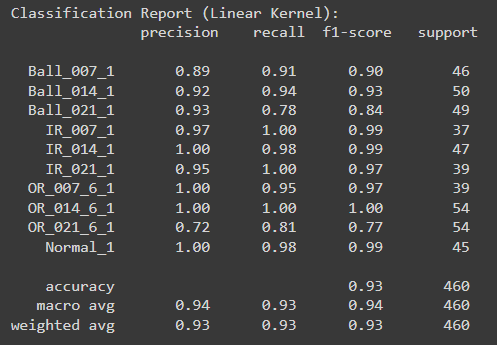 Classification Report (Linear Kernel):
precision recall f1-score support
Ball_007_1 0.89 0.91 0.90 46
Ball_014_1 0.92 0.94 0.93 50
Ball_021_1 0.93 0.78 0.84 49
IR_007_1 0.97 1.00 0.99 37
IR_014_1 1.00 0.98 0.99 47
IR_021_1 0.95 1.00 0.97 39
OR_007_6_1 1.00 0.95 0.97 39
OR_014_6_1 1.00 1.00 1.00 54
OR_021_6_1 0.72 0.81 0.77 54
Normal_1 1.00 0.98 0.99 45
accuracy 0.93 460
macro avg 0.94 0.93 0.94 460
weighted avg 0.93 0.93 0.93 460